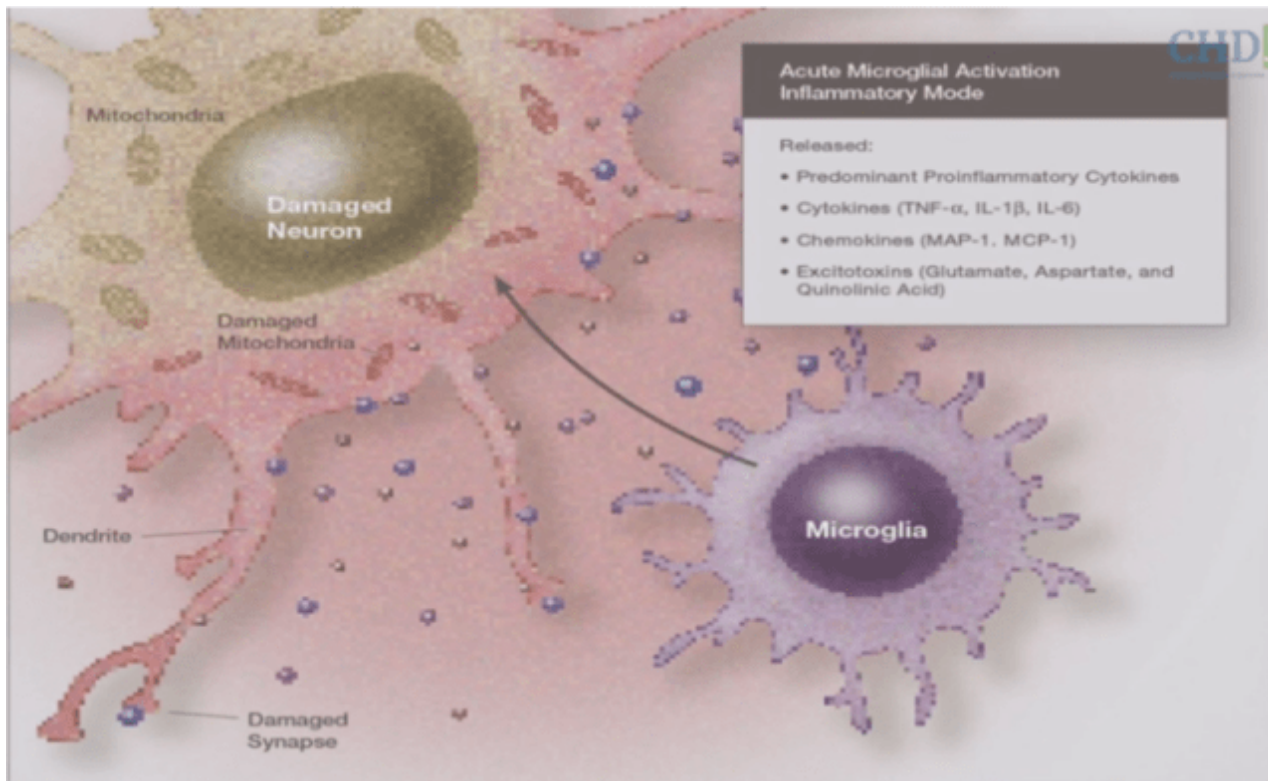 CHD
Acute Microglial Activation
Inflammatory Mode
Released:
• Predominant Proinflammatory Cytokines
• Cytokines (TNF-α, IL-1β, IL-6)
• Chemokines (MAP-1. MCP-1)
• Excitotoxins (Glutamate, Aspartate, and
Quinolinic Acid)
Mitochondria
Damaged
Neuron
Damaged
Mitochondria
Microglia
Dendrite
Damaged
Synapse